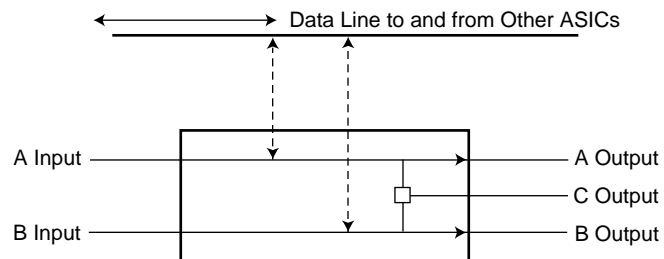 Data Line to and from Other ASICs
A Input
A Output
C Output
B Input
B Output